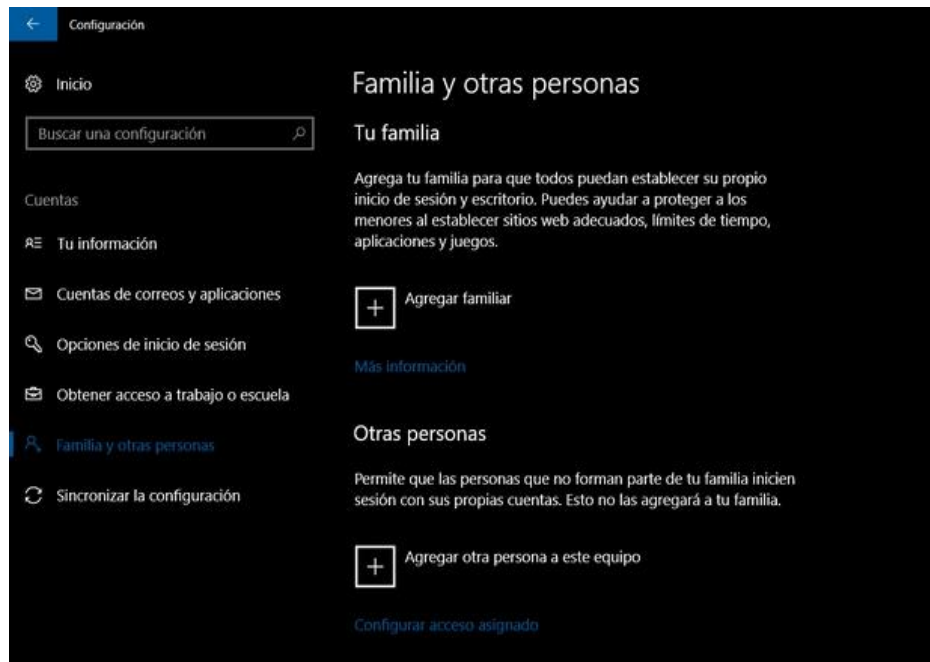 Configuración
Inicio
Buscar una configuración
Cuentas
Tu información
Cuentas de correos y aplicaciones
Opciones de inicio de sesión
Obtener acceso a trabajo o escuela
Familia y otras personas
Sincronizar la configuración
Familia y otras personas
Tu familia
Agrega tu familia para que todos puedan establecer su propio
inicio de sesión y escritorio. Puedes ayudar a proteger a los
menores al establecer sitios web adecuados, límites de tiempo,
aplicaciones y juegos.
Agregar familiar
Más información
Otras personas
Permite que las personas que no forman parte de tu familia inicien
sesión con sus propias cuentas. Esto no las agregará a tu familia.
Agregar otra persona a este equipo
Configurar acceso asignado